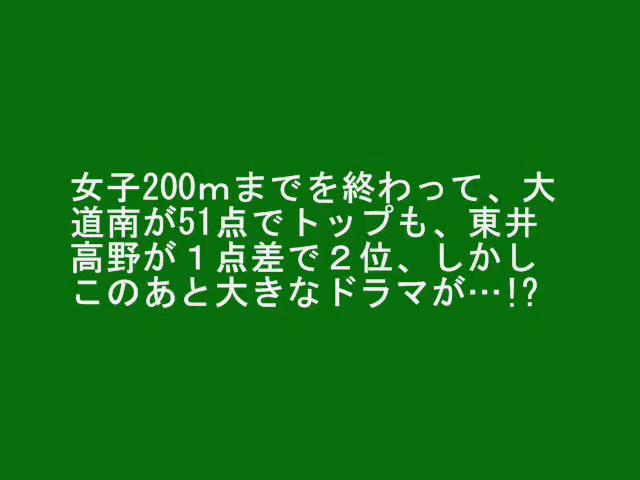 女子200ｍまでを終わって、大
道南が51点でトップも、東井
高野が１点差で２位、しかし
このあと大きなドラマが…!?